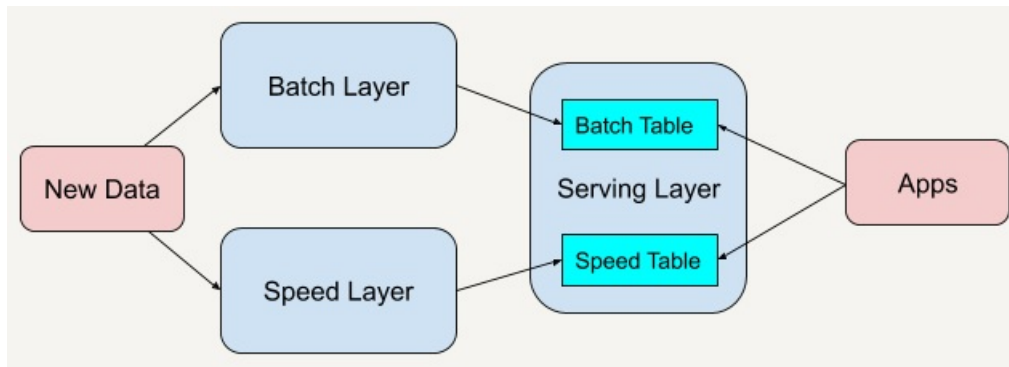 New Data
Batch Layer
Speed Layer
Batch Table
Serving Layer
Speed Table
Apps